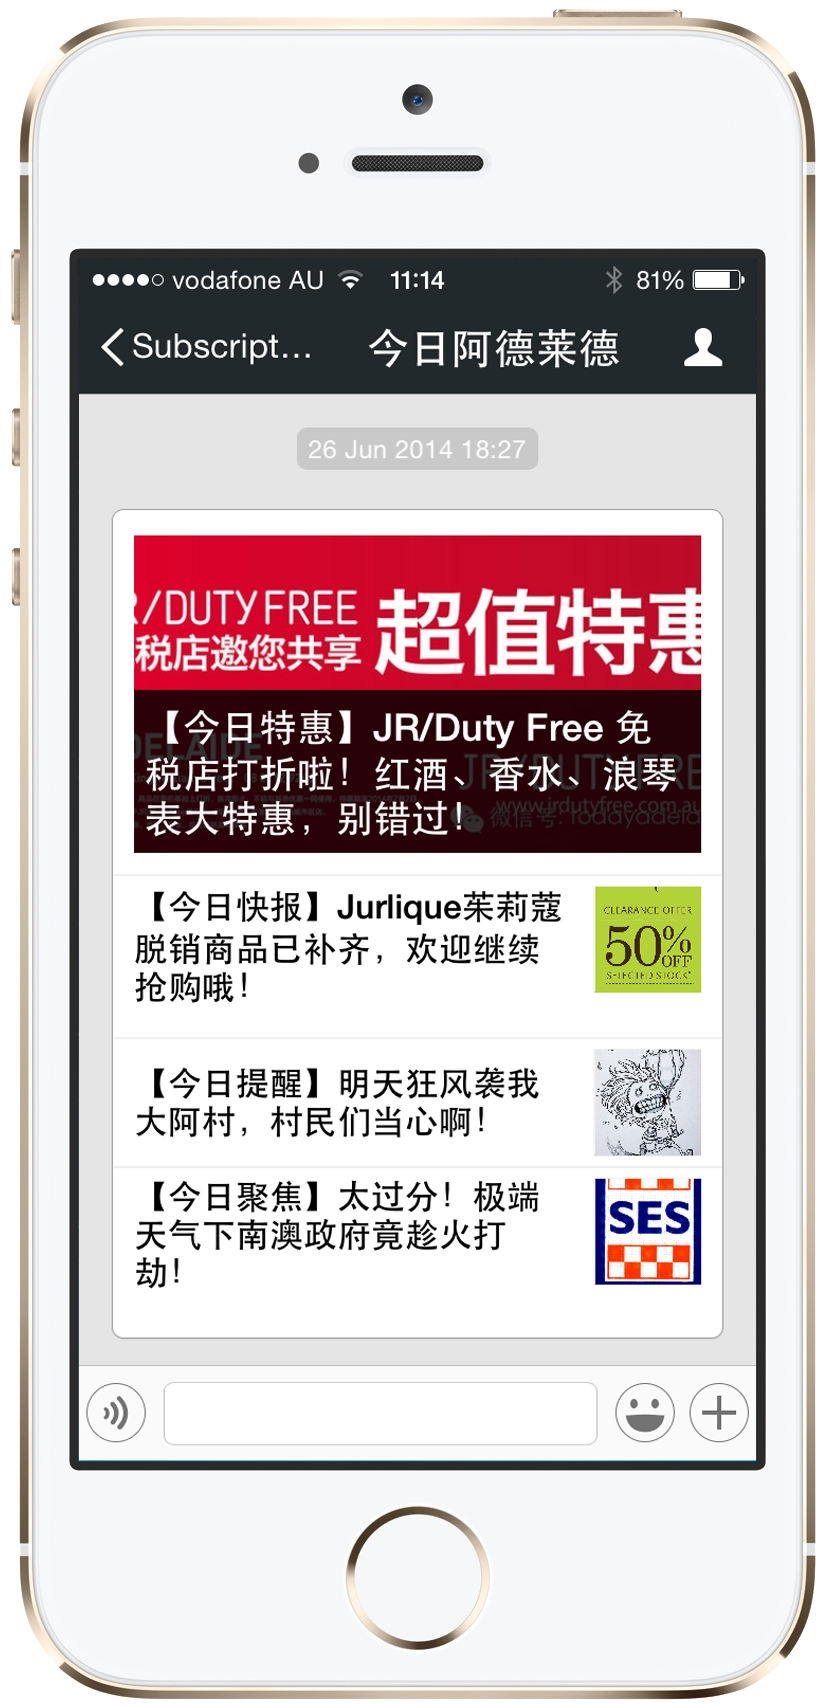 vodafone AU 11:14 81%
Subscript... 今日阿德莱德
26 Jun 2014 18:27
R/DUTY FREE
税店邀您共享 超值特惠
【今日特惠】JR/Duty Free 免
税店打折啦！红酒、香水、浪琴
表大特惠，别错过！
DELAIDE
JR/DUTY FREE
www.jrdutyfree.com.au
微信号: Todayadela
【今日快报】Jurlique茱莉蔻
脱销商品已补齐，欢迎继续
抢购哦！
CLEARANCE OFFER
50%
OFF
SELECTED STOCK*
【今日提醒】明天狂风袭我
大阿村，村民们当心啊！
【今日聚焦】太过分！极端
天气下南澳政府竟趁火打
劫！
SES